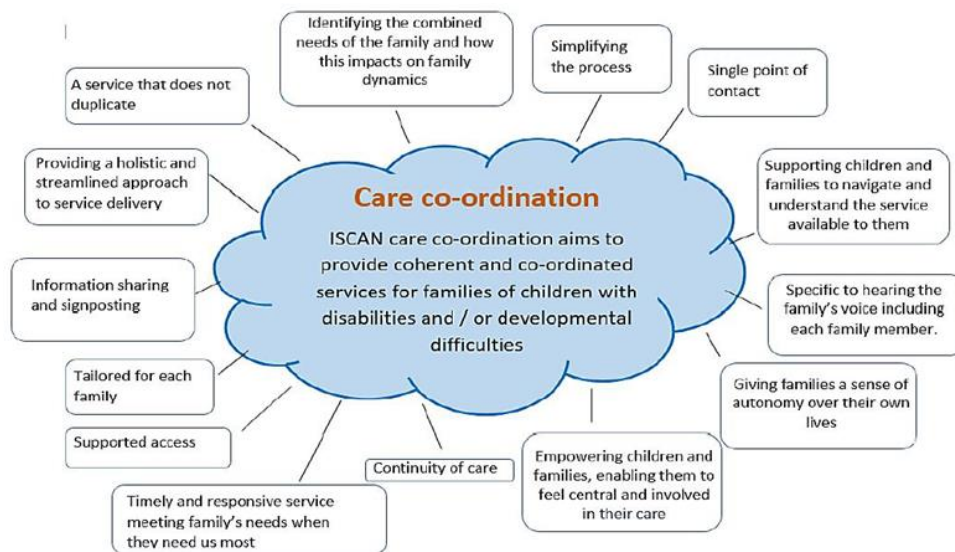 Identifying the combined
needs of the family and how
this impacts on family
dynamics
Simplifying
the process
Single point of
contact
A service that does not
duplicate
Providing a holistic and
streamlined approach
to service delivery
Supporting children and
families to navigate and
understand the service
available to them
Care co-ordination
ISCAN care co-ordination aims to
provide coherent and co-ordinated
services for families of children with
disabilities and / or developmental
difficulties
Information sharing
and signposting
Specific to hearing the
family's voice including
each family member.
Tailored for each
family
Giving families a sense of
autonomy over their own
lives
Supported access
Continuity of care
Empowering children and
families, enabling them to
feel central and involved
in their care
Timely and responsive service
meeting family's needs when
they need us most